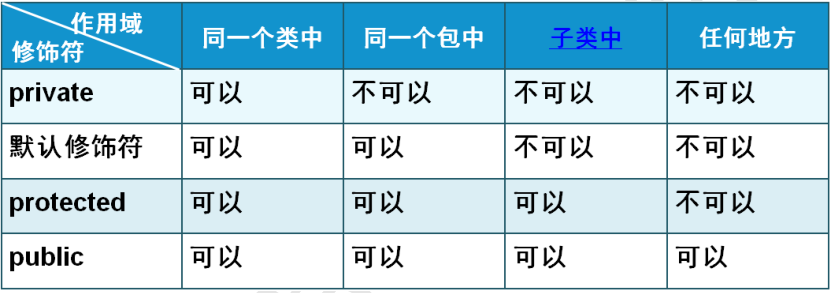 作用域
修饰符 同一个类中 同一个包中 子类中 任何地方
private 可以 不可以 不可以 不可以
默认修饰符 可以 可以 不可以 不可以
protected 可以 可以 可以 不可以
public 可以 可以 可以 可以